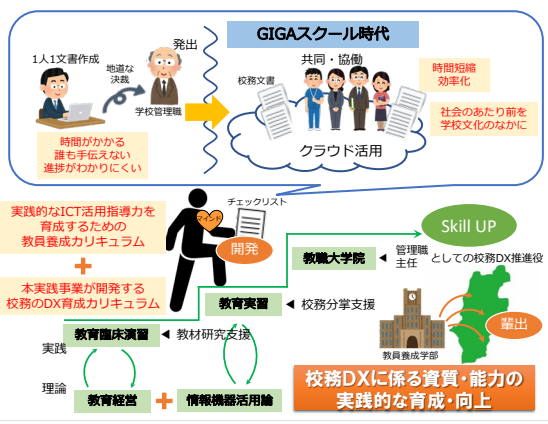 GIGAスクール時代
1人1文書作成
地道な
決裁
発出
学校管理職
時間がかかる
誰も手伝えない
進捗がわかりにくい
共同・協働
校務文書
クラウド活用
時間短縮
効率化
社会のあたり前を
学校文化のなかに
実践的なICT活用指導力を
育成するための
教員養成カリキュラム
+
本実践事業が開発する
校務のDX育成カリキュラム
マインド
チェックリスト
開発
Skill UP
教職大学院
管理職
主任
としての校務DX推進役
教育実習
校務分掌支援
教育臨床演習
教材研究支援
実践
理論
教育経営
+
情報機器活用論
教員養成学部
輩出
校務DXに係る資質・能力の
実践的な育成・向上